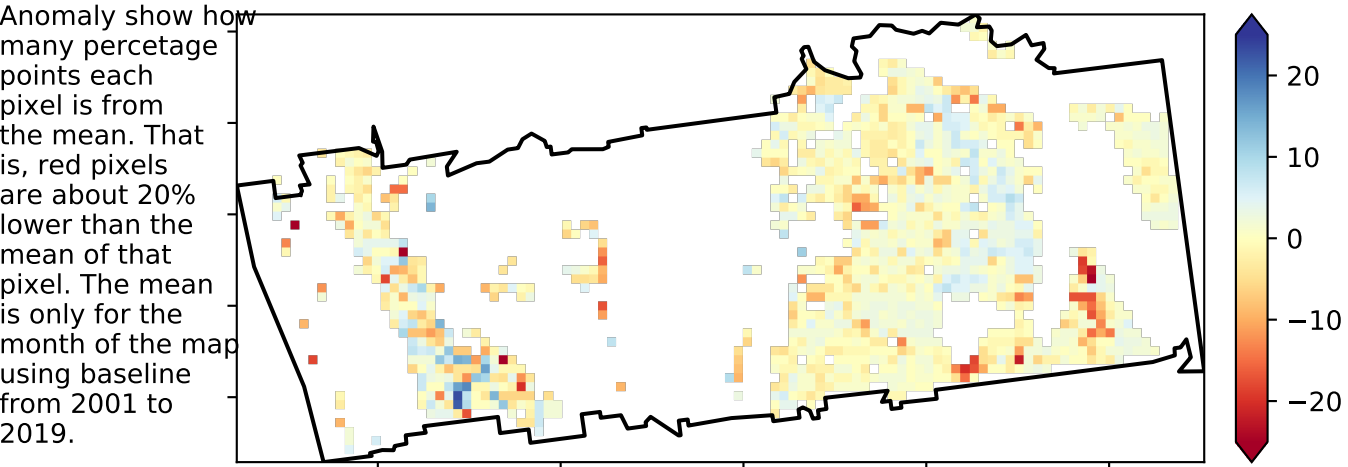 Anomaly show how
many percetage
points each
pixel is from
the mean. That
is, red pixels
are about 20%
lower than the
mean of that
pixel. The mean
is only for the
month of the map
using baseline
from 2001 to
2019.
20
10
0
−10
−20